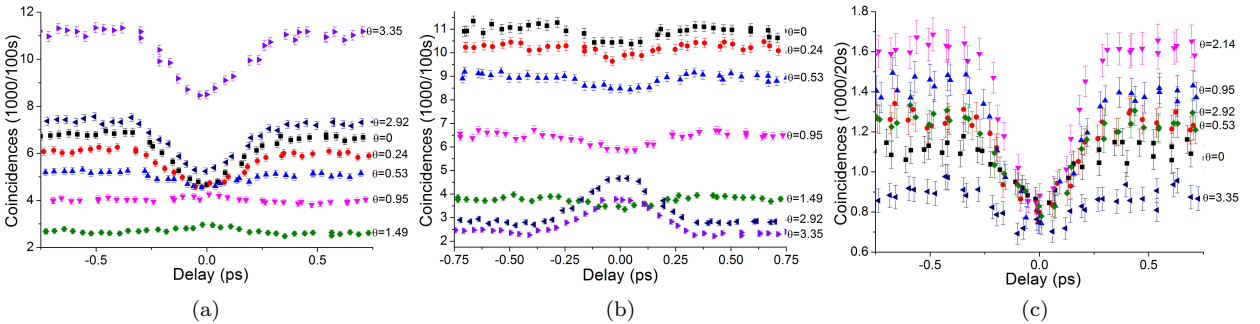 12
11
10
9
8
7
6
5
4
3
2
Coincidences (1000/100s)
θ=3.35
θ=2.92
θ=0
θ=0.24
θ=0.53
θ=0.95
θ=1.49
-0.5 0.0 0.5
Delay (ps)
(a)
11
10
9
8
7
6
5
4
3
2
Coincidences (1000/100s)
θ=0
θ=0.24
θ=0.53
θ=0.95
θ=1.49
θ=2.92
θ=3.35
-0.75 -0.50 -0.25 0.00 0.25 0.50 0.75
Delay (ps)
(b)
1.8
1.6
1.4
1.2
1.0
0.8
0.6
Coincidences (1000/20s)
θ=2.14
θ=0.95
θ=2.92
θ=0.53
θ=0
θ=3.35
-0.5 0.0 0.5
Delay (ps)
(c)